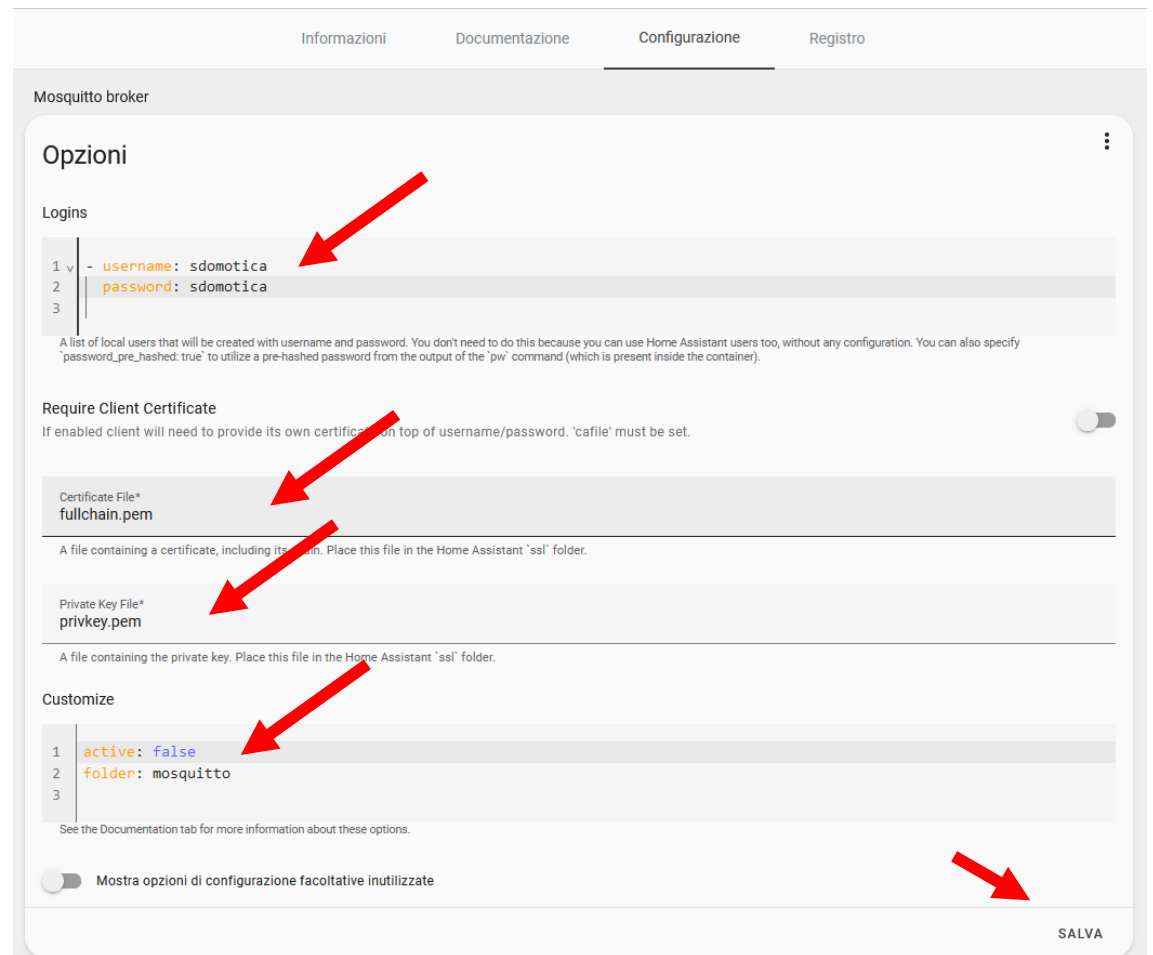 Informazioni Documentazione Configurazione Registro
Mosquitto broker
Opzioni
Logins
1 - username: sdomotica
2 password: sdomotica
3
A list of local users that will be created with username and password. You don't need to do this because you can use Home Assistant users too, without any configuration. You can also specify
`password_pre_hashed: true` to utilize a pre-hashed password from the output of the `pw` command (which is present inside the container).
Require Client Certificate
If enabled client will need to provide its own certificate on top of username/password. 'cafile' must be set.
Certificate File*
fullchain.pem
A file containing a certificate, including its chain. Place this file in the Home Assistant `ssl` folder.
Private Key File*
privkey.pem
A file containing the private key. Place this file in the Home Assistant `ssl` folder.
Customize
1 active: false
2 folder: mosquitto
3
See the Documentation tab for more information about these options.
Mostra opzioni di configurazione facoltative inutilizzate
SALVA